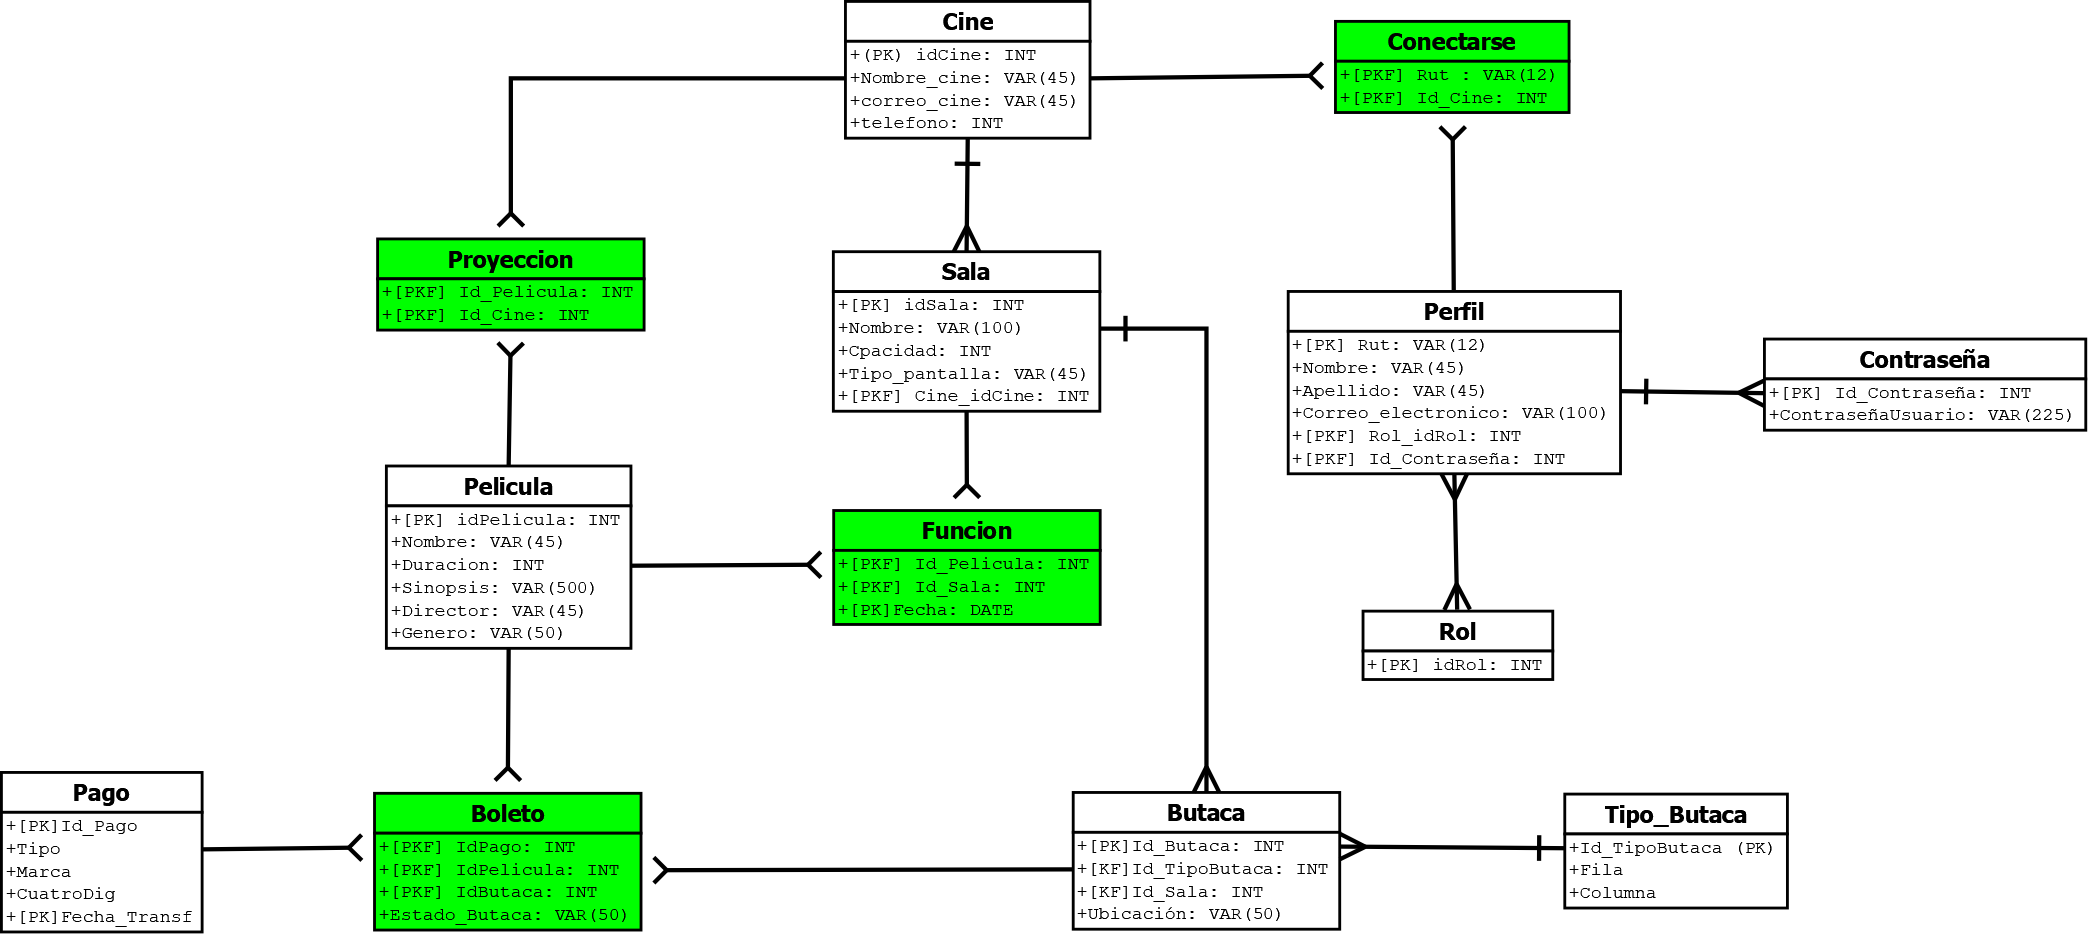 Cine
+(PK) idCine: INT
+Nombre_cine: VAR(45)
+correo_cine: VAR(45)
+telefono: INT
Conectarse
+[PKF] Rut : VAR(12)
+[PKF] Id_Cine: INT
Proyeccion
+[PKF] Id_Pelicula: INT
+[PKF] Id_Cine: INT
Sala
+[PK] idSala: INT
+Nombre: VAR(100)
+Cpacidad: INT
+Tipo_pantalla: VAR(45)
+[PKF] Cine_idCine: INT
Perfil
+[PK] Rut: VAR(12)
+Nombre: VAR(45)
+Apellido: VAR(45)
+Correo_electronico: VAR(100)
+[PKF] Rol_idRol: INT
+[PKF] Id_Contraseña: INT
Contraseña
+[PK] Id_Contraseña: INT
+ContraseñaUsuario: VAR(225)
Pelicula
+[PK] idPelicula: INT
+Nombre: VAR(45)
+Duracion: INT
+Sinopsis: VAR(500)
+Director: VAR(45)
+Genero: VAR(50)
Funcion
+[PKF] Id_Pelicula: INT
+[PKF] Id_Sala: INT
+[PK]Fecha: DATE
Rol
+[PK] idRol: INT
Pago
+[PK]Id_Pago
+Tipo
+Marca
+CuatroDig
+[PK]Fecha_Transf
Boleto
+[PKF] IdPago: INT
+[PKF] IdPelicula: INT
+[PKF] IdButaca: INT
+Estado_Butaca: VAR(50)
Butaca
+[PK]Id_Butaca: INT
+[KF]Id_TipoButaca: INT
+[KF]Id_Sala: INT
+Ubicación: VAR(50)
Tipo_Butaca
+Id_TipoButaca (PK)
+Fila
+Columna